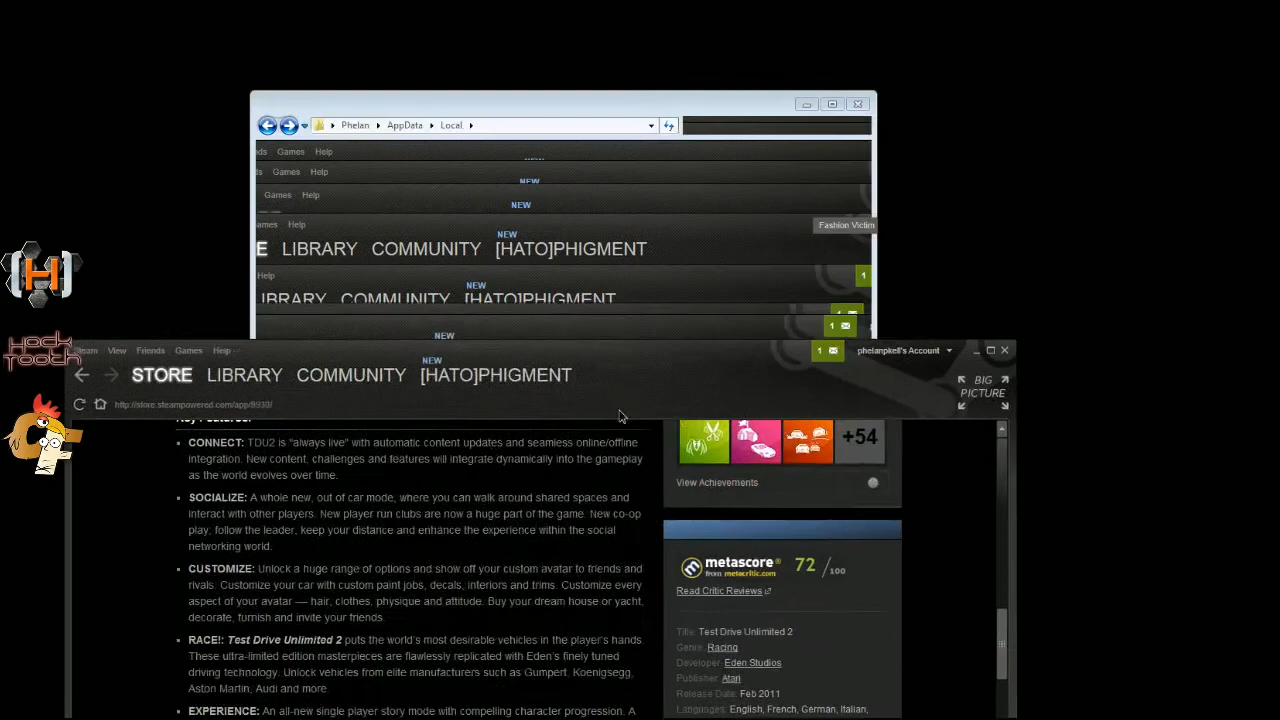 Phelan AppData Local
nds Games Help
ds Games Help
NEW
Games Help
NEW
ames Help
NEW
Fashion Victim
E LIBRARY COMMUNITY [HATO]PHIGMENT
Help
1
NEW
IBRARY COMMUNITY [HATO]PHIGMENT
1
NEW
View Friends Games Help
NEW
1
phelanpkell's Account
STORE LIBRARY COMMUNITY [HATO]PHIGMENT
BIG
PICTURE
http://store.steampowered.com/app/9930/
Hock
Tooth
[H]
CONNECT: TDU2 is "always live" with automatic content updates and seamless online/offline
integration. New content, challenges and features will integrate dynamically into the gameplay
as the world evolves over time.
SOCIALIZE: A whole new, out of car mode, where you can walk around shared spaces and
interact with other players. New player run clubs are now a huge part of the game. New co-op
play; follow the leader, keep your distance and enhance the experience within the social
networking world.
CUSTOMIZE: Unlock a huge range of options and show off your custom avatar to friends and
rivals. Customize your car with custom paint jobs, decals, interiors and trims. Customize every
aspect of your avatar — hair, clothes, physique and attitude. Buy your dream house or yacht,
decorate, furnish and invite your friends.
RACE!: Test Drive Unlimited 2 puts the world's most desirable vehicles in the player's hands.
These ultra-limited edition masterpieces are flawlessly replicated with Eden's finely tuned
driving technology. Unlock vehicles from elite manufacturers such as Gumpert, Koenigsegg,
Aston Martin, Audi and more.
EXPERIENCE: An all-new single player story mode with compelling character progression. A
+54
View Achievements
metascore®
from metacritic.com
72 /100
Read Critic Reviews
Title: Test Drive Unlimited 2
Genre: Racing
Developer: Eden Studios
Publisher: Atari
Release Date: Feb 2011
Languages: English, French, German, Italian,